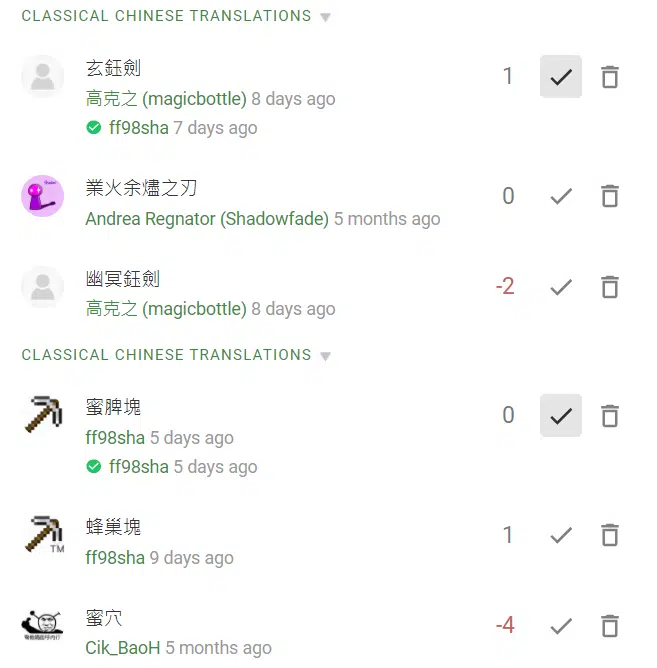 CLASSICAL CHINESE TRANSLATIONS
玄鈺劍
1
高克之 (magicbottle) 8 days ago
ff98sha 7 days ago
業火余燼之刃
0
Andrea Regnator (Shadowfade) 5 months ago
幽冥鈺劍
-2
高克之 (magicbottle) 8 days ago
CLASSICAL CHINESE TRANSLATIONS
蜜脾塊
0
ff98sha 5 days ago
ff98sha 5 days ago
蜂巢塊
1
TM
ff98sha 9 days ago
蜜穴
-4
Cik_BaoH 5 months ago